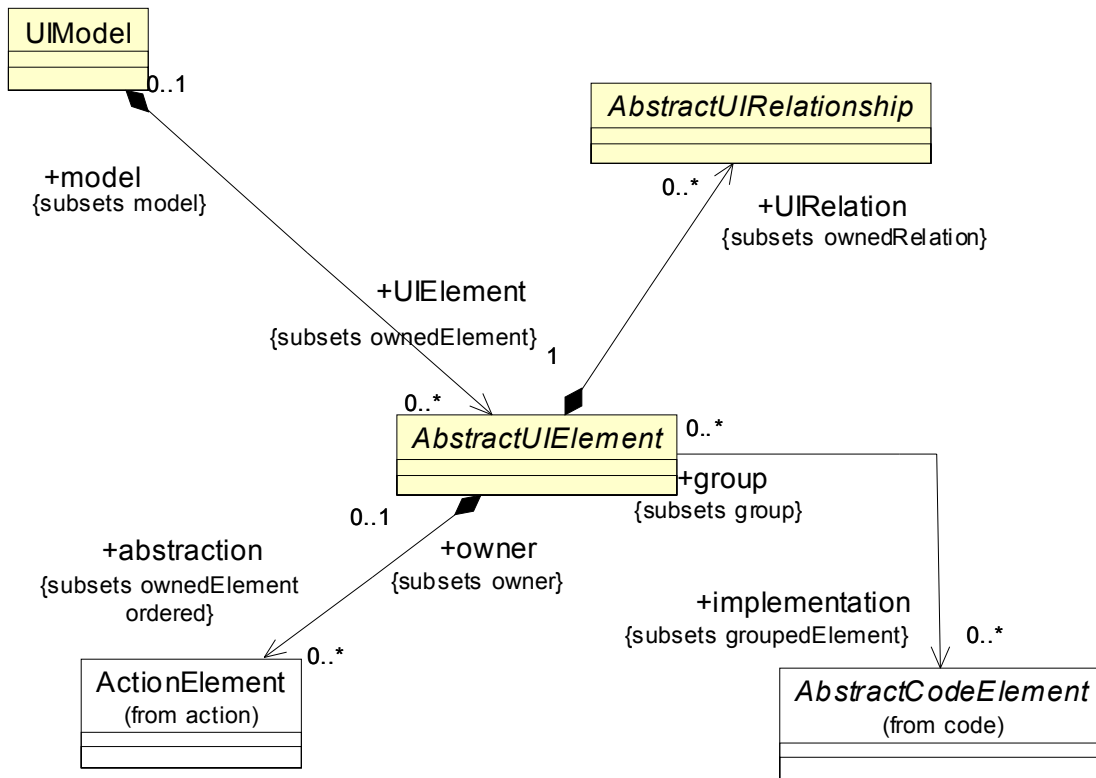 UIModel
0..1
AbstractUIRelationship
+model
{subsets model}
0..*
+UIRelation
{subsets ownedRelation}
+UIElement
{subsets ownedElement}
1
0..*
AbstractUIElement
0..*
+group
{subsets group}
0..1
+abstraction
{subsets ownedElement
ordered}
+owner
{subsets owner}
+implementation
{subsets groupedElement}
0..*
0..*
ActionElement
(from action)
AbstractCodeElement
(from code)